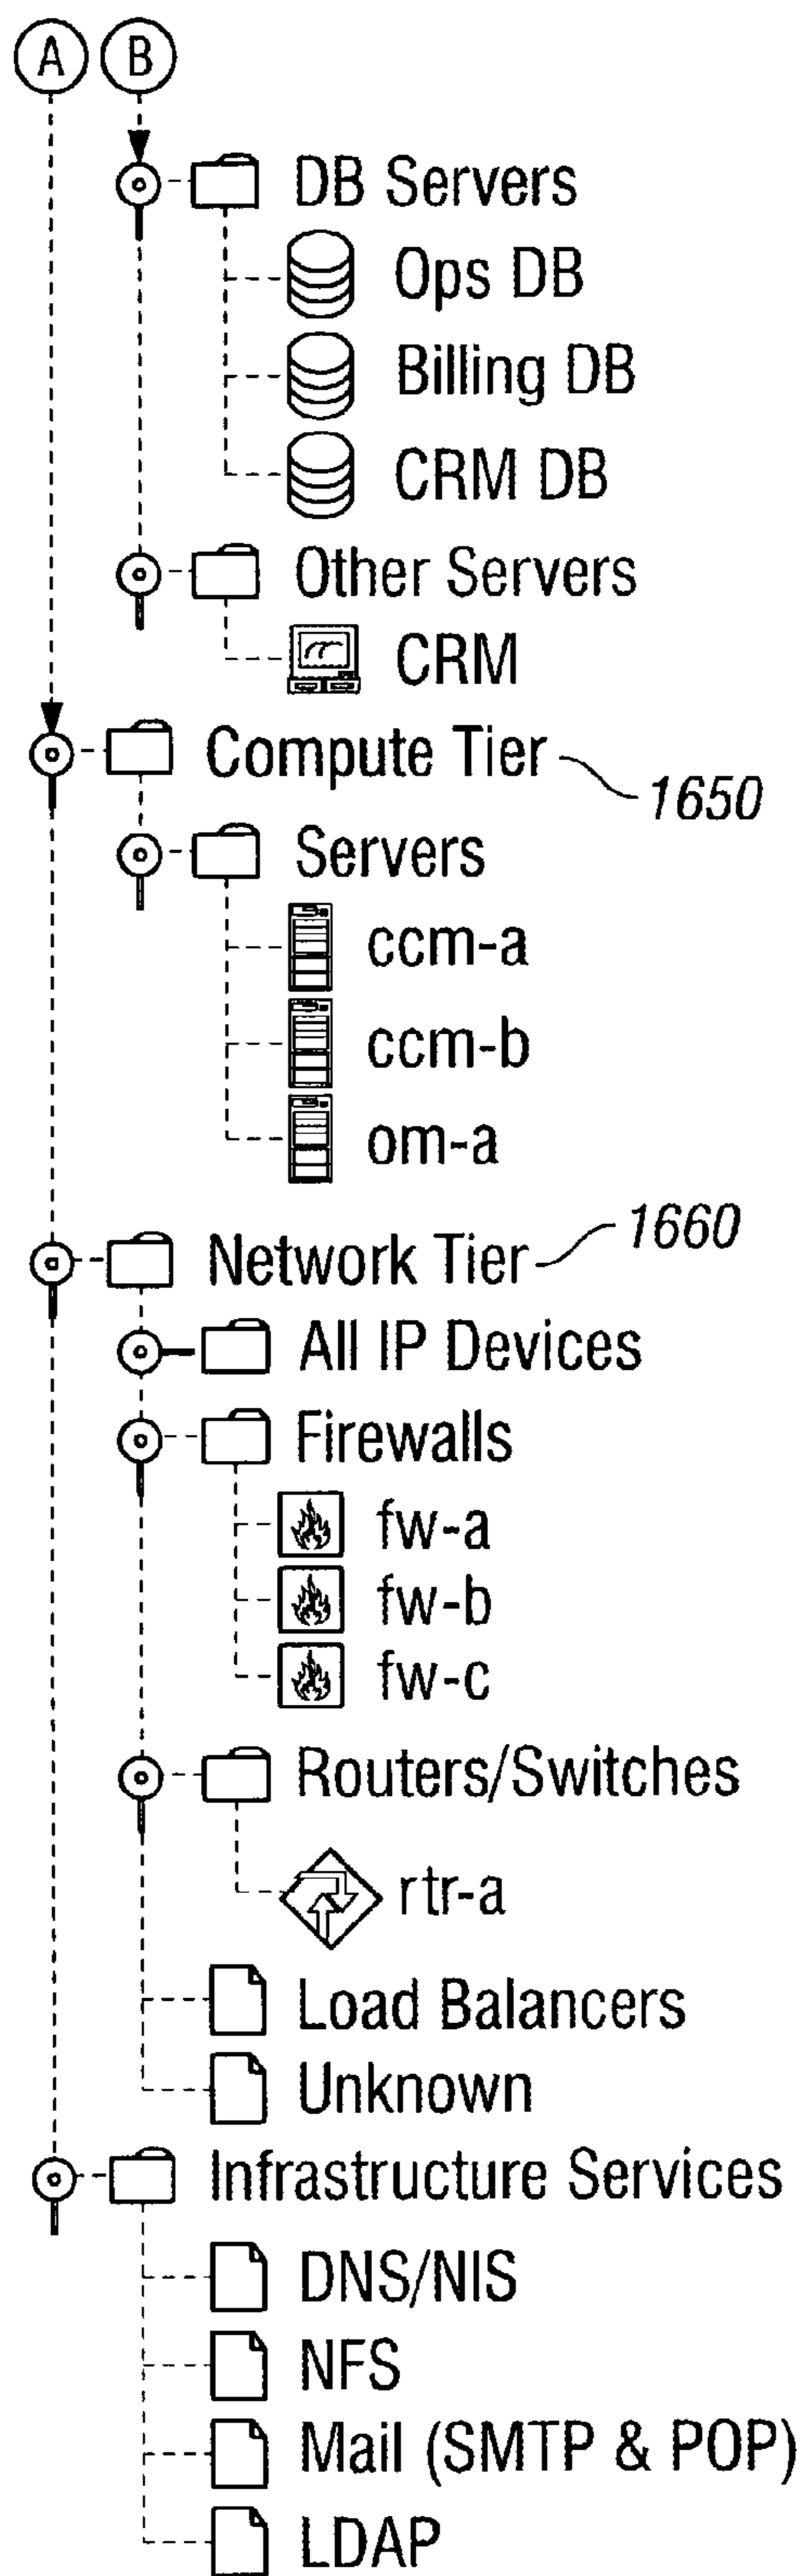 A B
DB Servers
Ops DB
Billing DB
CRM DB
Other Servers
CRM
Compute Tier
1650
Servers
ccm-a
ccm-b
om-a
1660
Network Tier
All IP Devices
Firewalls
fw-a
fw-b
fw-c
Routers/Switches
rtr-a
Load Balancers
Unknown
Infrastructure Services
DNS/NIS
NFS
Mail (SMTP & POP)
LDAP